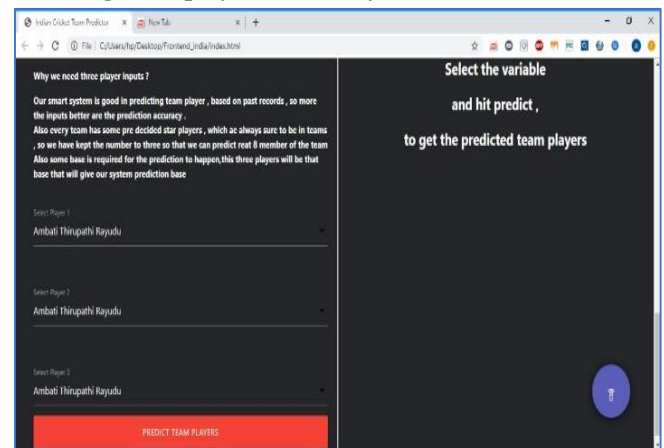 Indian Cricket Team Predictor
New Tab
File
C:/Users/hp/Desktop/Frontend_india/index.html
Why we need three player inputs ?
Our smart system is good in predicting team player , based on past records , so more
the inputs better are the prediction accuracy .
Also every team has some pre decided star players , which ae always sure to be in teams
, so we have kept the number to three so that we can predict reat 8 member of the team
Also some base is required for the prediction to happen,this three players will be that
base that will give our system prediction base
Select Player 1
Ambati Thirupathi Rayudu
Select Player 2
Ambati Thirupathi Rayudu
Select Player 3
Ambati Thirupathi Rayudu
PREDICT TEAM PLAYERS
Select the variable
and hit predict ,
to get the predicted team players